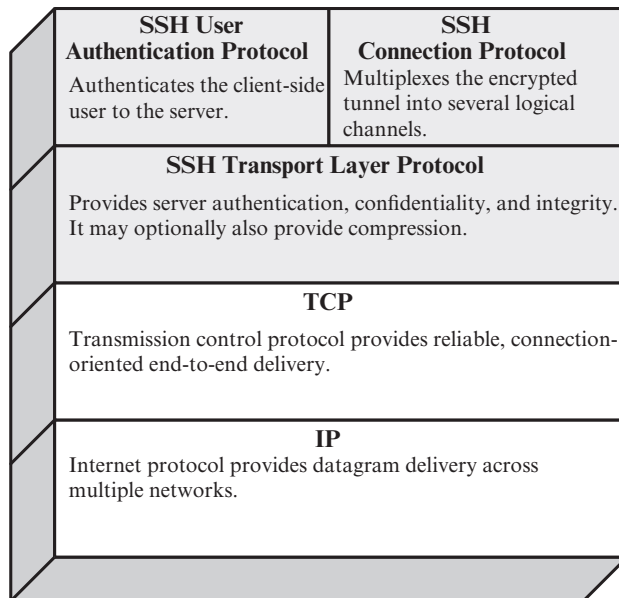 SSH User
Authentication Protocol
Authenticates the client-side
user to the server.
SSH
Connection Protocol
Multiplexes the encrypted
tunnel into several logical
channels.
SSH Transport Layer Protocol
Provides server authentication, confidentiality, and integrity.
It may optionally also provide compression.
TCP
Transmission control protocol provides reliable, connection-
oriented end-to-end delivery.
IP
Internet protocol provides datagram delivery across
multiple networks.